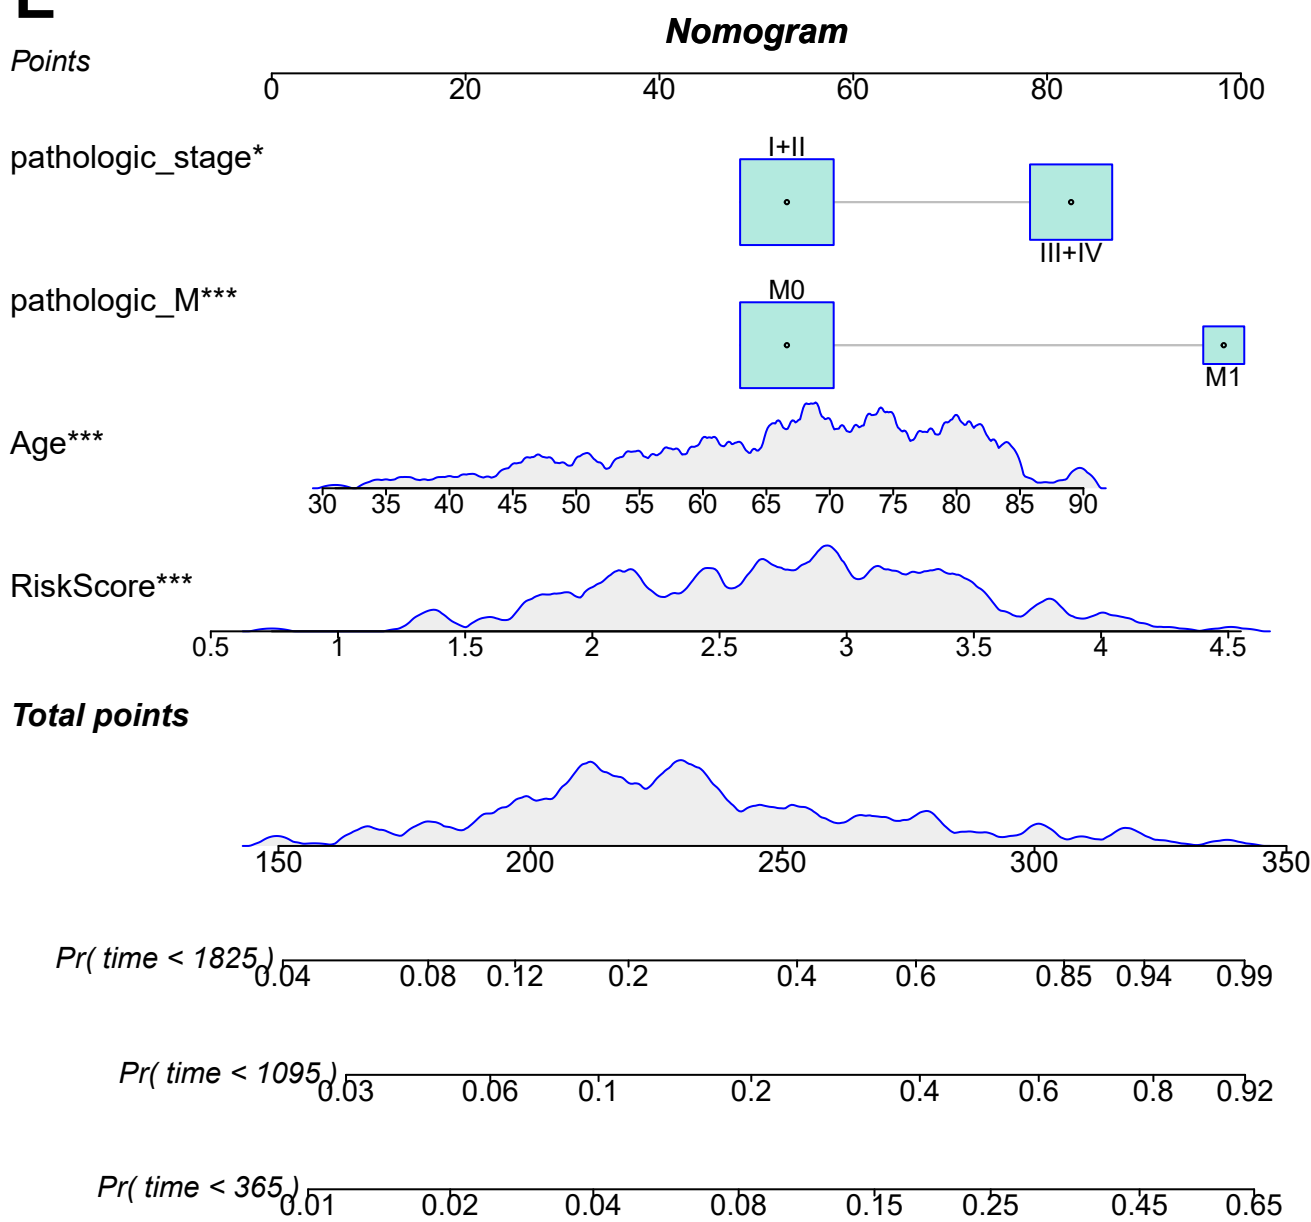 E
Nomogram
Points
0 20 40 60 80 100
pathologic_stage*
I+II
III+IV
pathologic_M***
M0
M1
Age***
30 35 40 45 50 55 60 65 70 75 80 85 90
RiskScore***
0.5 1 1.5 2 2.5 3 3.5 4 4.5
Total points
150 200 250 300 350
Pr( time < 1825 )
0.04 0.08 0.12 0.2 0.4 0.6 0.85 0.94 0.99
Pr( time < 1095 )
0.03 0.06 0.1 0.2 0.4 0.6 0.8 0.92
Pr( time < 365 )
0.01 0.02 0.04 0.08 0.15 0.25 0.45 0.65